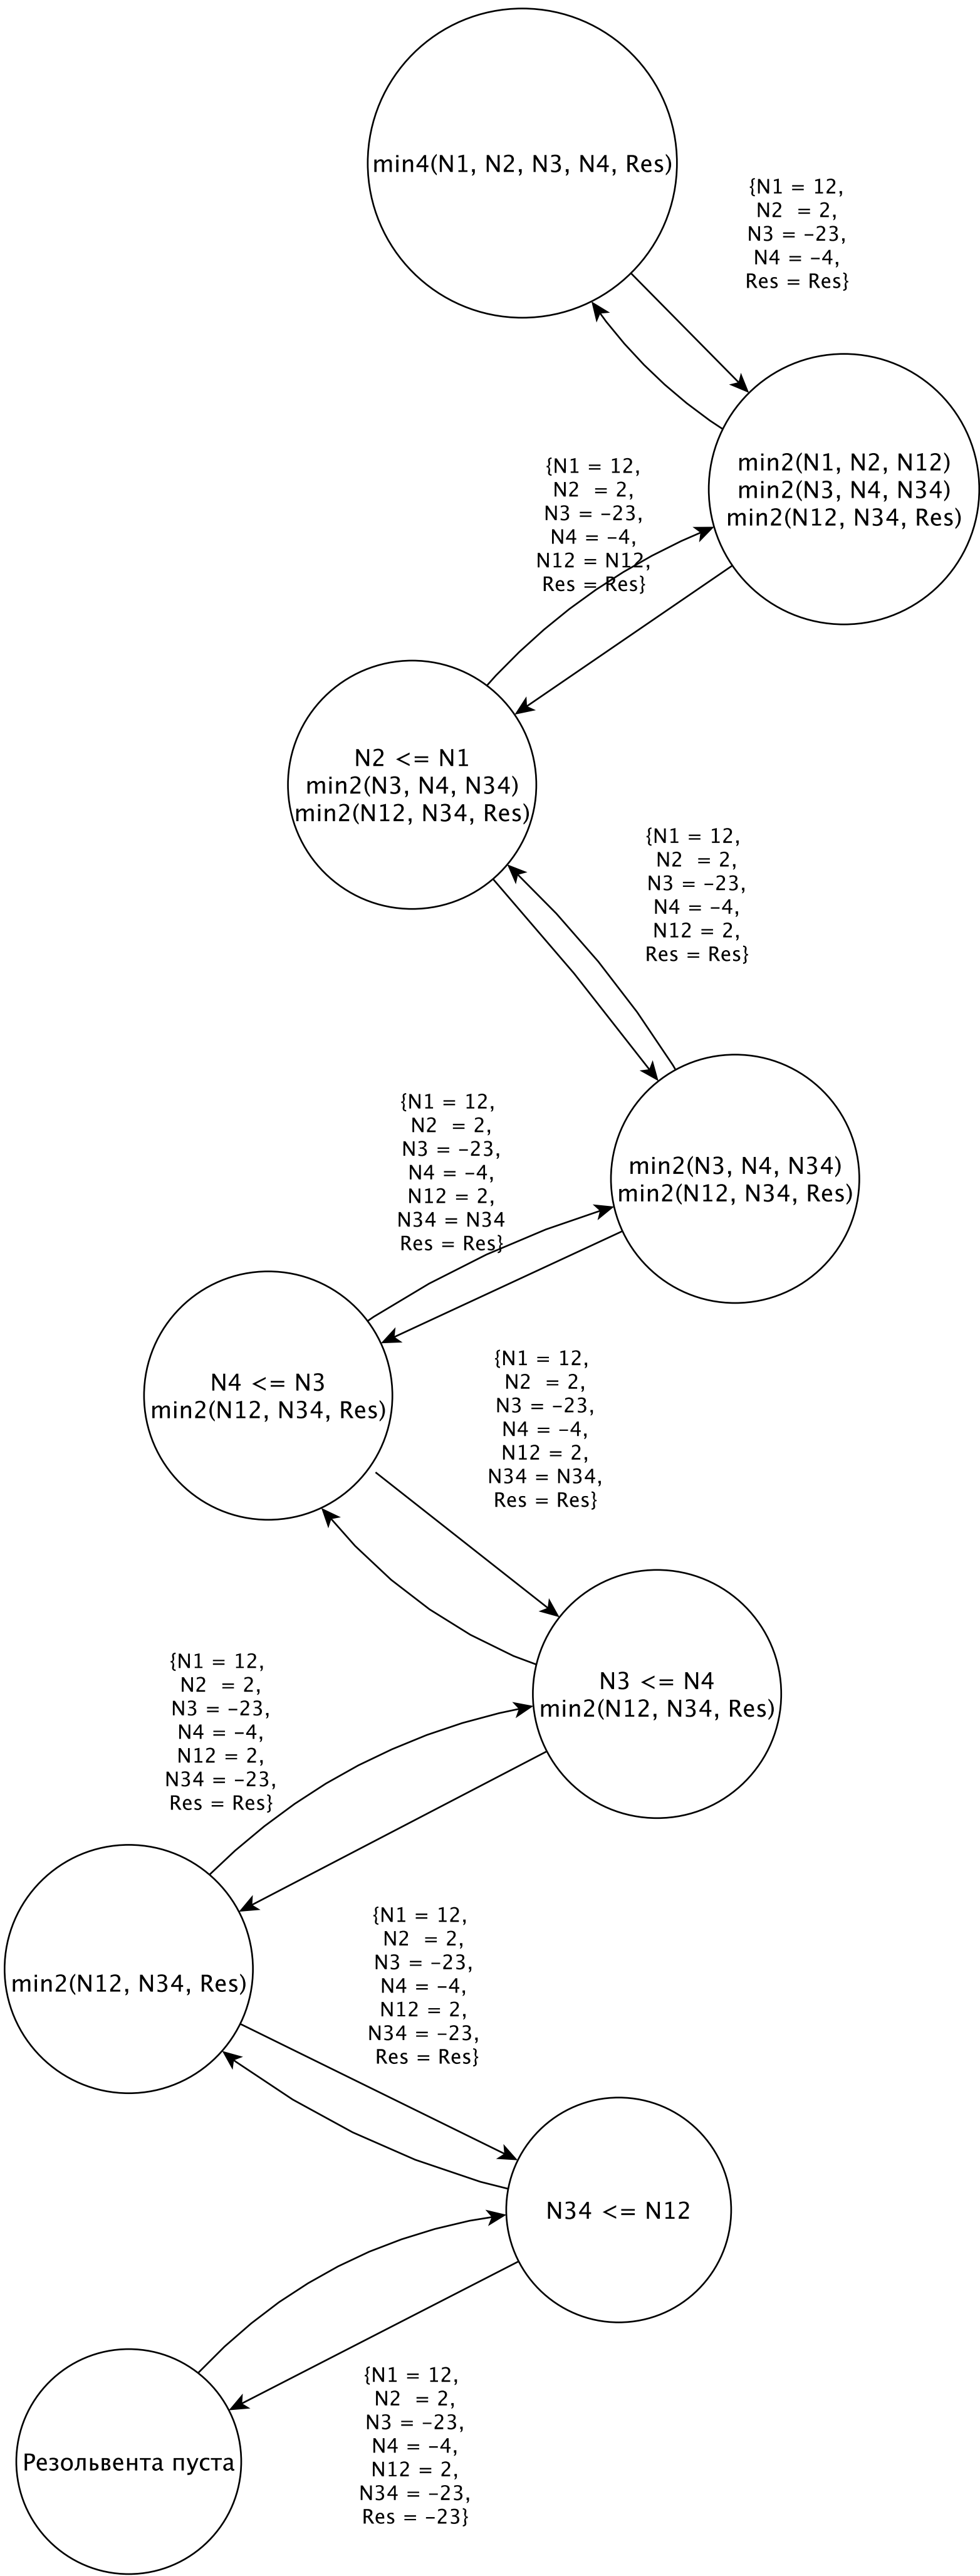 min4(N1, N2, N3, N4, Res)
{N1 = 12,
N2  = 2,
N3 = -23,
N4 = -4,
Res = Res}
min2(N1, N2, N12)
min2(N3, N4, N34)
min2(N12, N34, Res)
{N1 = 12,
N2  = 2,
N3 = -23,
N4 = -4,
N12 = N12,
Res = Res}
N2 <= N1
min2(N3, N4, N34)
min2(N12, N34, Res)
{N1 = 12,
N2  = 2,
N3 = -23,
N4 = -4,
N12 = 2,
Res = Res}
min2(N3, N4, N34)
min2(N12, N34, Res)
{N1 = 12,
N2  = 2,
N3 = -23,
N4 = -4,
N12 = 2,
N34 = N34
Res = Res}
N4 <= N3
min2(N12, N34, Res)
{N1 = 12,
N2  = 2,
N3 = -23,
N4 = -4,
N12 = 2,
N34 = N34,
Res = Res}
N3 <= N4
min2(N12, N34, Res)
{N1 = 12,
N2  = 2,
N3 = -23,
N4 = -4,
N12 = 2,
N34 = -23,
Res = Res}
min2(N12, N34, Res)
{N1 = 12,
N2  = 2,
N3 = -23,
N4 = -4,
N12 = 2,
N34 = -23,
Res = Res}
N34 <= N12
Резольвента пуста
{N1 = 12,
N2  = 2,
N3 = -23,
N4 = -4,
N12 = 2,
N34 = -23,
Res = -23}